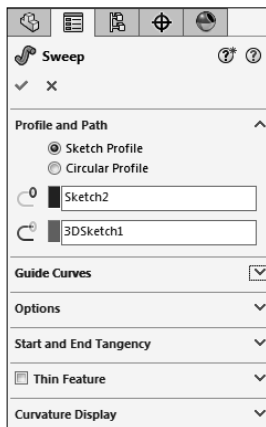 Sweep
Profile and Path
Sketch Profile
Circular Profile
Sketch2
3DSketch1
Guide Curves
Options
Start and End Tangency
Thin Feature
Curvature Display